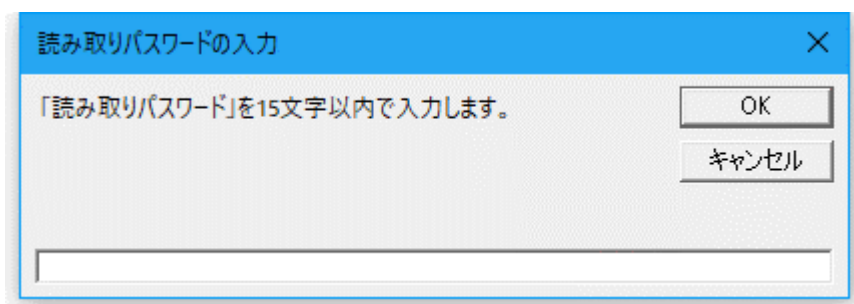 読み取りパスワードの入力
「読み取りパスワード」を15文字以内で入力します。
OK
キャンセル